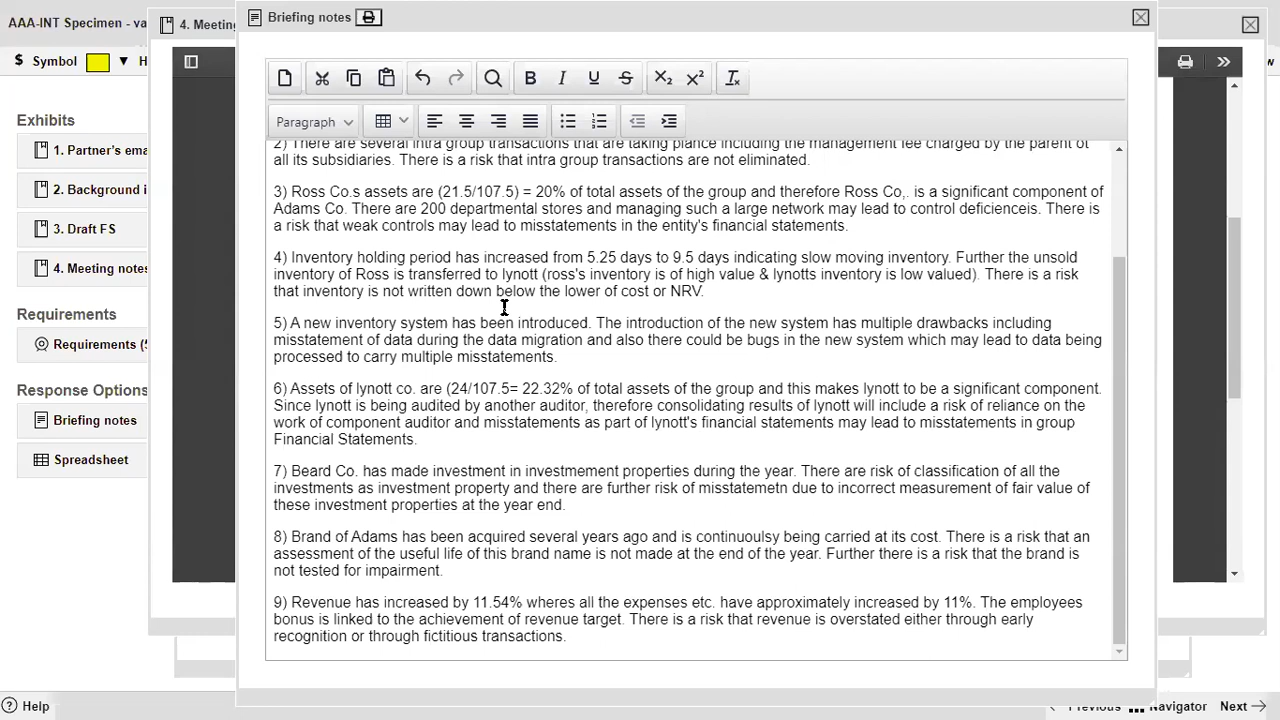 AAA-INT Specimen - va
4. Meeting
Briefing notes
Symbol
H
Paragraph
Exhibits
1. Partner's ema
2. Background i
3. Draft FS
4. Meeting notes
Requirements
Requirements (5
Response Options
Briefing notes
Spreadsheet
2) There are several intra group transactions that are taking plance including the management fee charged by the parent of
all its subsidiaries. There is a risk that intra group transactions are not eliminated.
3) Ross Co.s assets are (21.5/107.5) = 20% of total assets of the group and therefore Ross Co,. is a significant component of
Adams Co. There are 200 departmental stores and managing such a large network may lead to control deficienceis. There is
a risk that weak controls may lead to misstatements in the entity's financial statements.
4) Inventory holding period has increased from 5.25 days to 9.5 days indicating slow moving inventory. Further the unsold
inventory of Ross is transferred to lynott (ross's inventory is of high value & lynotts inventory is low valued). There is a risk
that inventory is not written down below the lower of cost or NRV.
5) A new inventory system has been introduced. The introduction of the new system has multiple drawbacks including
misstatement of data during the data migration and also there could be bugs in the new system which may lead to data being
processed to carry multiple misstatements.
6) Assets of lynott co. are (24/107.5= 22.32% of total assets of the group and this makes lynott to be a significant component.
Since lynott is being audited by another auditor, therefore consolidating results of lynott will include a risk of reliance on the
work of component auditor and misstatements as part of lynott's financial statements may lead to misstatements in group
Financial Statements.
7) Beard Co. has made investment in investmement properties during the year. There are risk of classification of all the
investments as investment property and there are further risk of misstatemetn due to incorrect measurement of fair value of
these investment properties at the year end.
8) Brand of Adams has been acquired several years ago and is continuoulsy being carried at its cost. There is a risk that an
assessment of the useful life of this brand name is not made at the end of the year. Further there is a risk that the brand is
not tested for impairment.
9) Revenue has increased by 11.54% wheres all the expenses etc. have approximately increased by 11%. The employees
bonus is linked to the achievement of revenue target. There is a risk that revenue is overstated either through early
recognition or through fictitious transactions.
Help
Previous
Navigator
Next